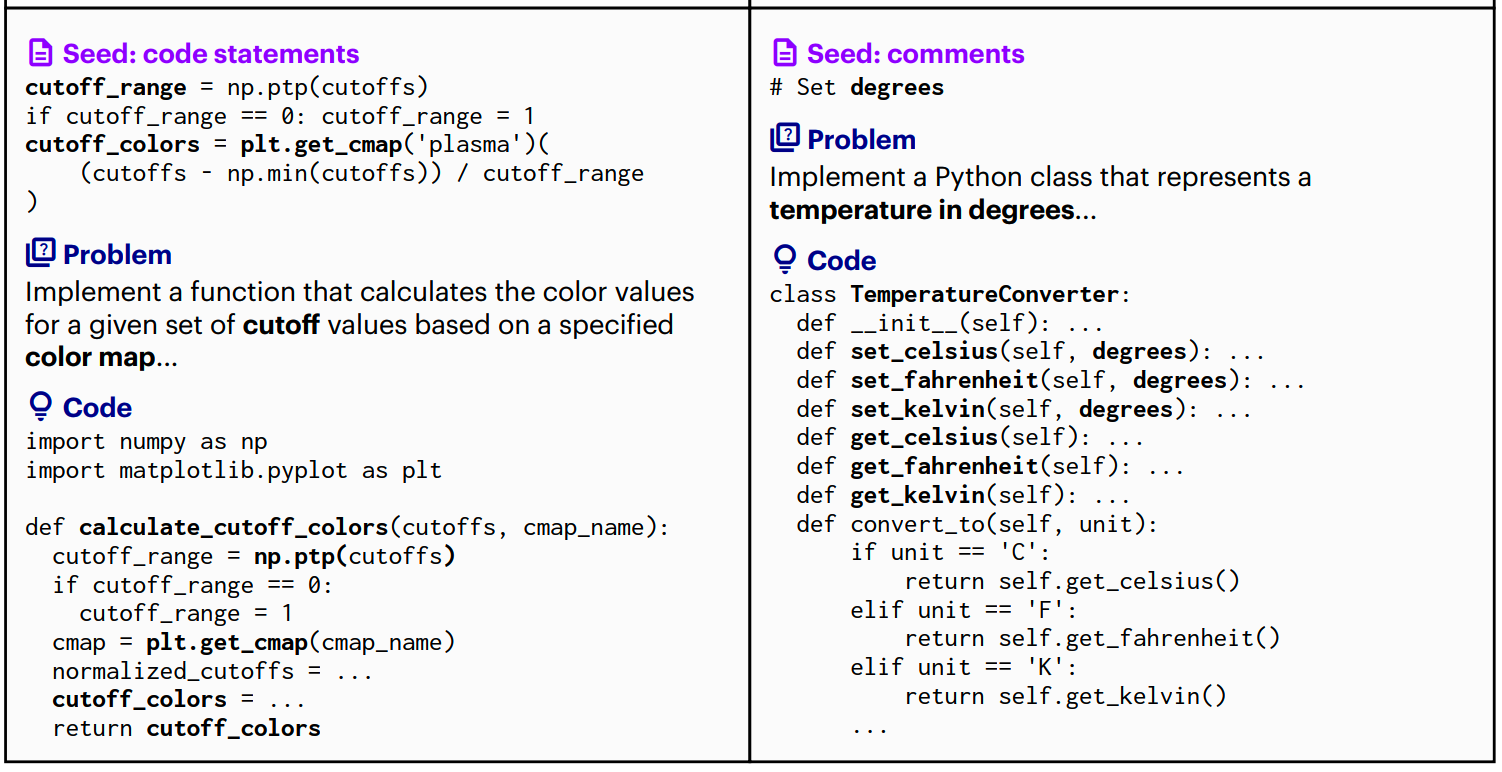 Seed: code statements
cutoff_range = np.ptp(cutoffs)
if cutoff_range == 0: cutoff_range = 1
cutoff_colors = plt.get_cmap('plasma')(
    (cutoffs - np.min(cutoffs)) / cutoff_range
)
Problem
Implement a function that calculates the color values
for a given set of cutoff values based on a specified
color map...
Code
import numpy as np
import matplotlib.pyplot as plt

def calculate_cutoff_colors(cutoffs, cmap_name):
  cutoff_range = np.ptp(cutoffs)
  if cutoff_range == 0:
    cutoff_range = 1
  cmap = plt.get_cmap(cmap_name)
  normalized_cutoffs = ...
  cutoff_colors = ...
  return cutoff_colors
Seed: comments
# Set degrees
Problem
Implement a Python class that represents a
temperature in degrees...
Code
class TemperatureConverter:
  def __init__(self): ...
  def set_celsius(self, degrees): ...
  def set_fahrenheit(self, degrees): ...
  def set_kelvin(self, degrees): ...
  def get_celsius(self): ...
  def get_fahrenheit(self): ...
  def get_kelvin(self): ...
  def convert_to(self, unit):
      if unit == 'C':
          return self.get_celsius()
      elif unit == 'F':
          return self.get_fahrenheit()
      elif unit == 'K':
          return self.get_kelvin()
      ...